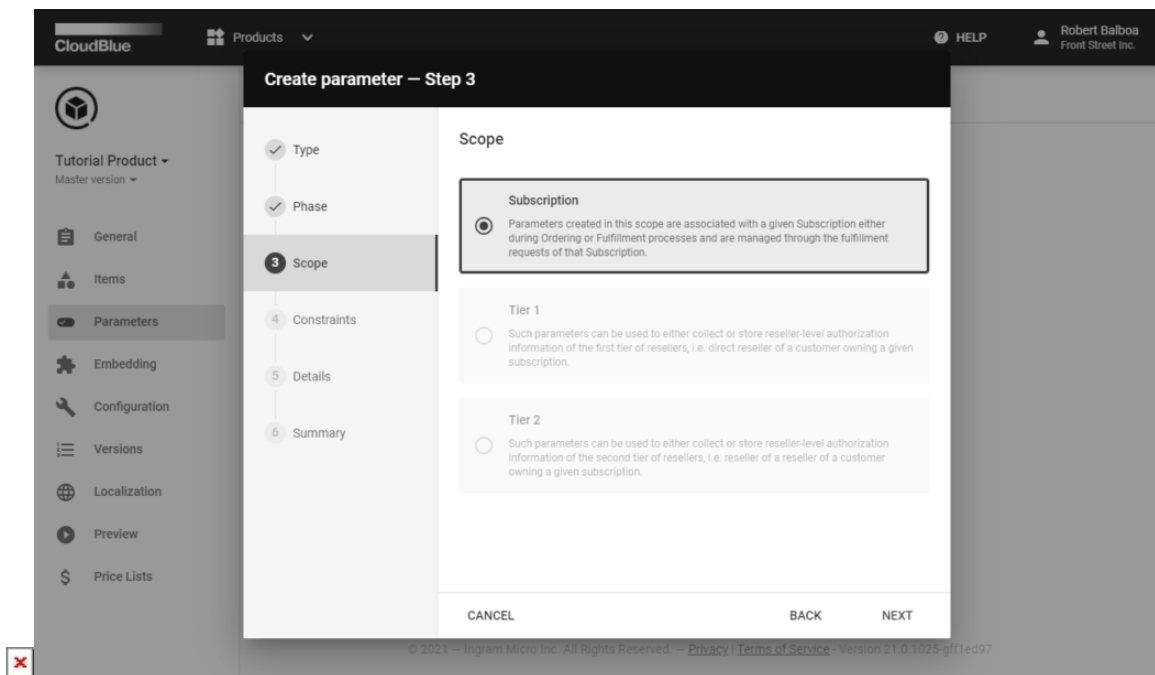 CloudBlue
Products
HELP
Robert Balboa
Front Street Inc.
Create parameter — Step 3
Tutorial Product
Master version
General
Items
Parameters
Embedding
Configuration
Versions
Localization
Preview
Price Lists
Type
Phase
3 Scope
4 Constraints
5 Details
6 Summary
Scope
Subscription
Parameters created in this scope are associated with a given Subscription either
during Ordering or Fulfillment processes and are managed through the fulfillment
requests of that Subscription.
Tier 1
Such parameters can be used to either collect or store reseller-level authorization
information of the first tier of resellers, i.e. direct reseller of a customer owning a given
subscription.
Tier 2
Such parameters can be used to either collect or store reseller-level authorization
information of the second tier of resellers, i.e. reseller of a reseller of a customer
owning a given subscription.
CANCEL
BACK
NEXT
© 2021 — Ingram Micro Inc. All Rights Reserved. — Privacy | Terms of Service - Version 21.0.1025-gff1ed97